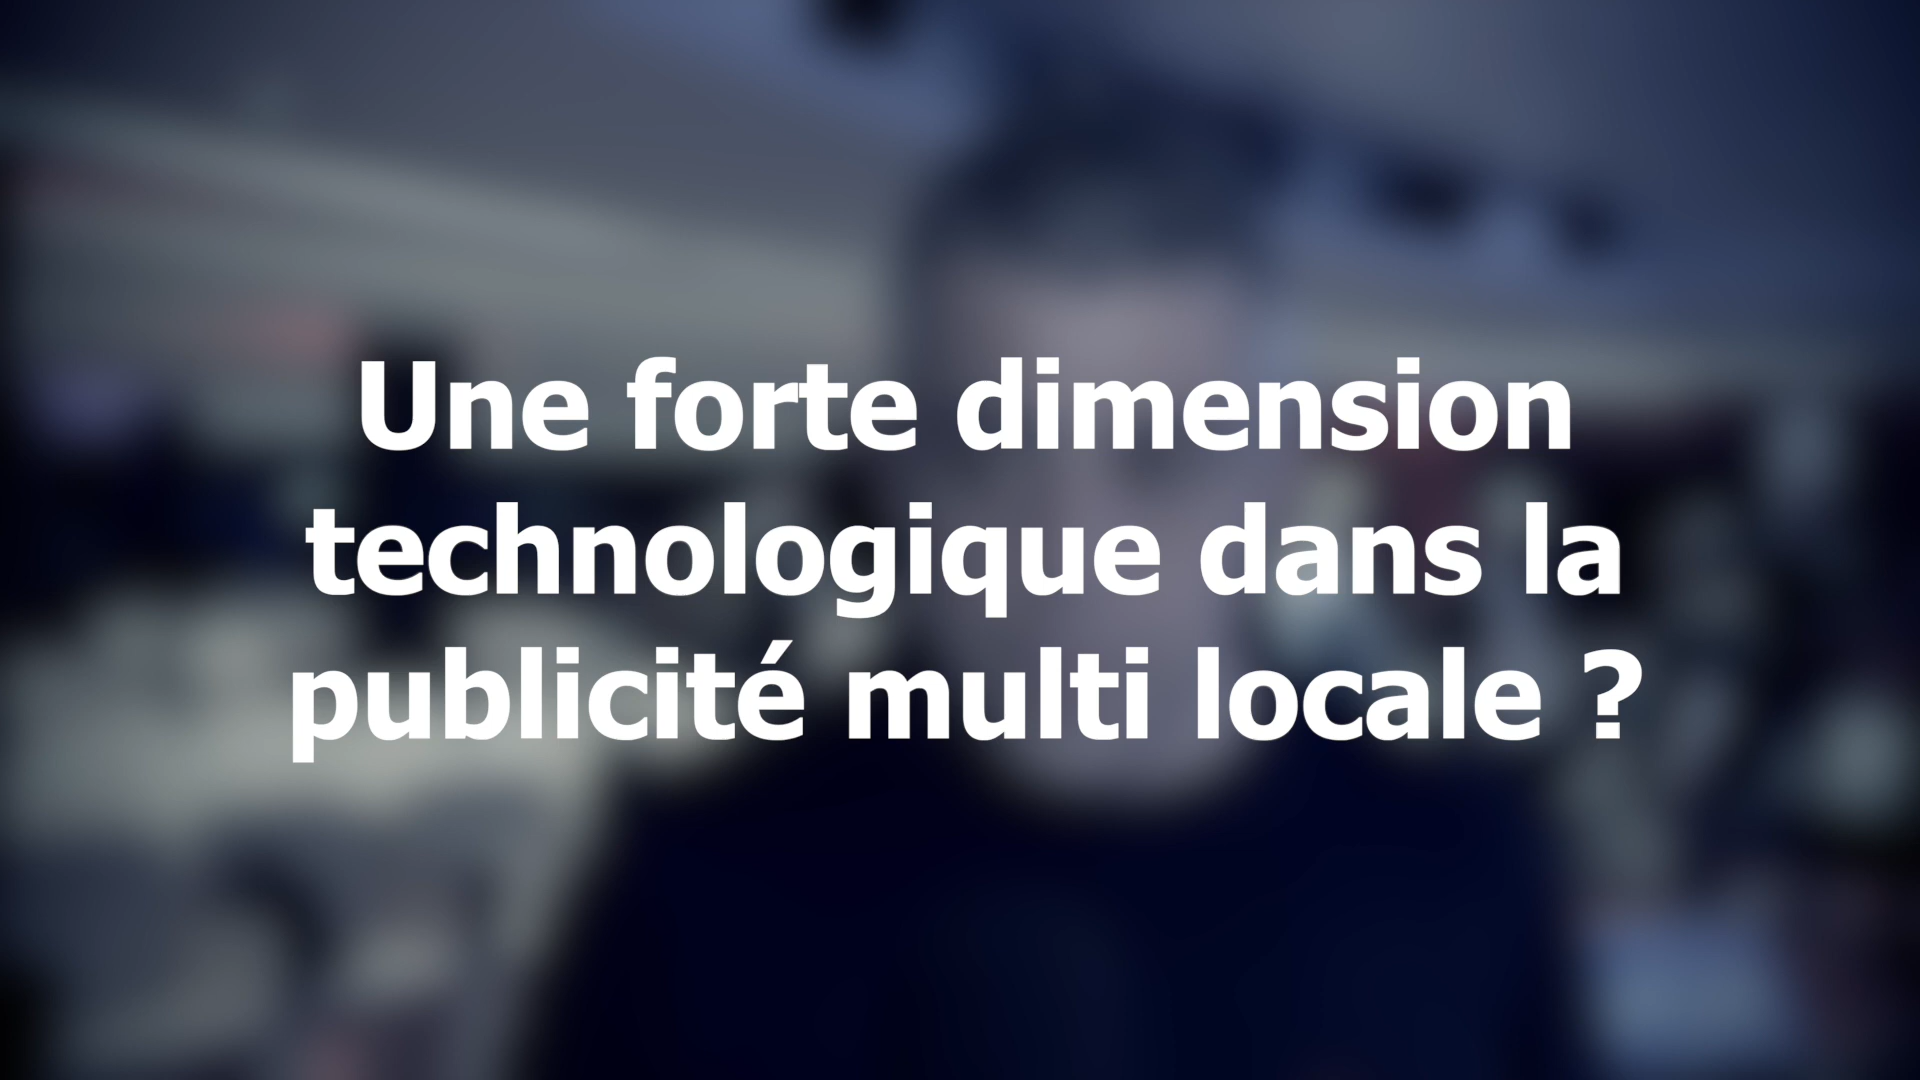 Une forte dimension
technologique dans la
publicité multi locale ?